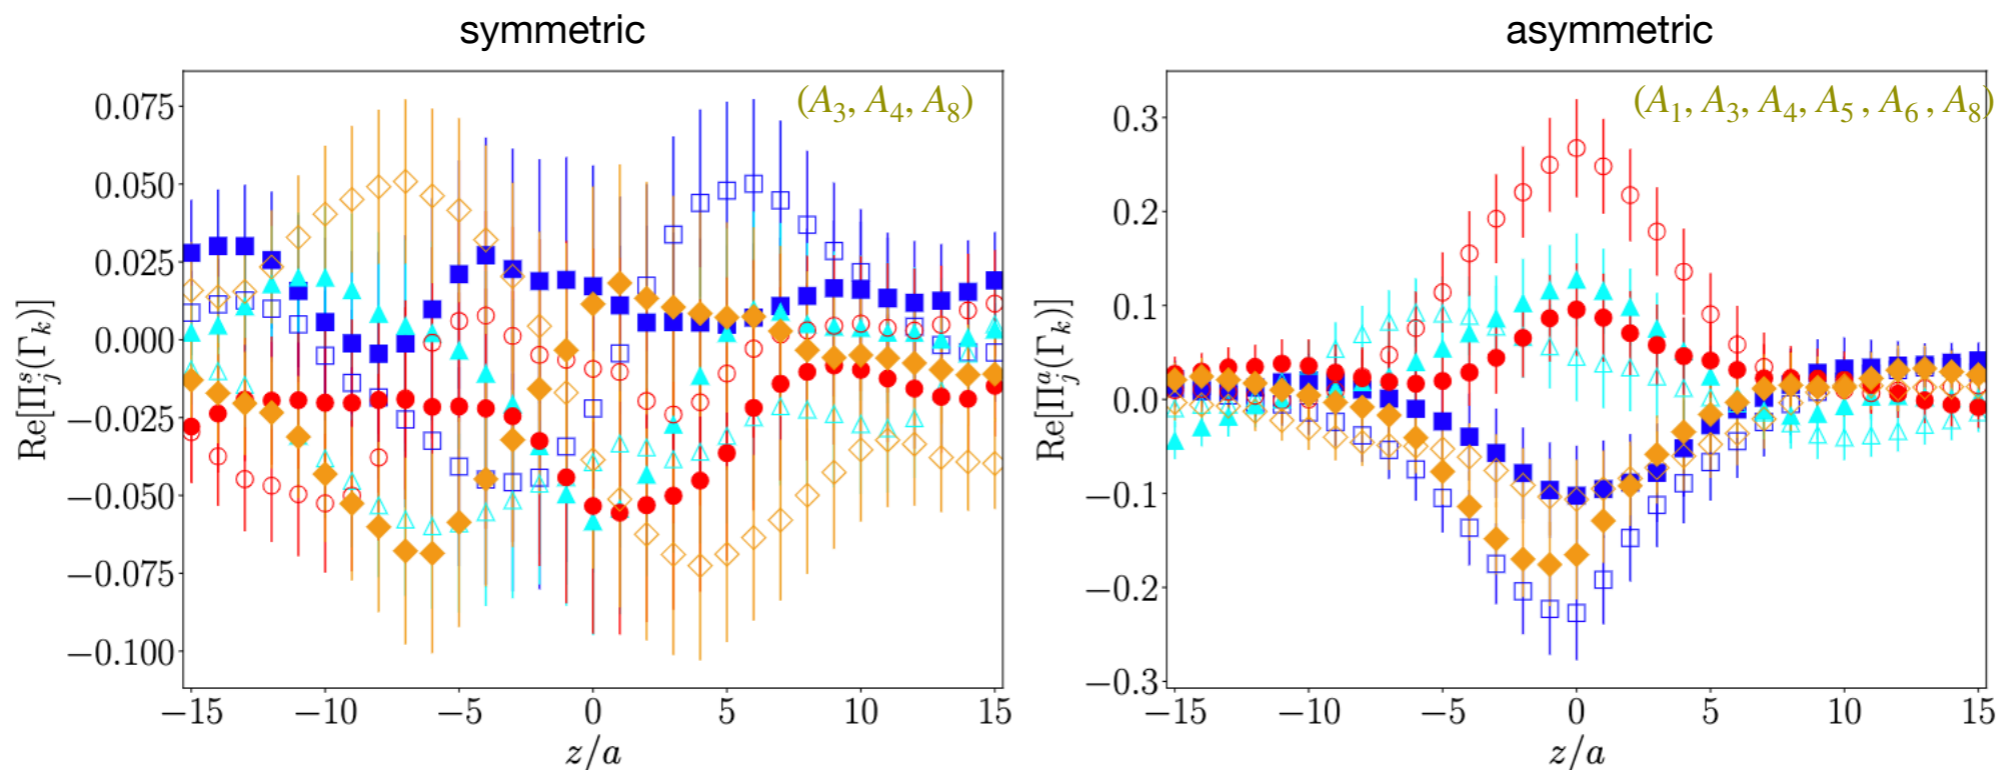 symmetric
(A₃, A₄, A₈)
0.075
0.050
0.025
0.000
−0.025
−0.050
−0.075
−0.100
Re[Πˢⱼ(Γₖ)]
−15 −10 −5 0 5 10 15
z/a
asymmetric
(A₁, A₃, A₄, A₅ , A₆ , A₈)
0.3
0.2
0.1
0.0
−0.1
−0.2
−0.3
Re[Πᵃⱼ(Γₖ)]
−15 −10 −5 0 5 10 15
z/a